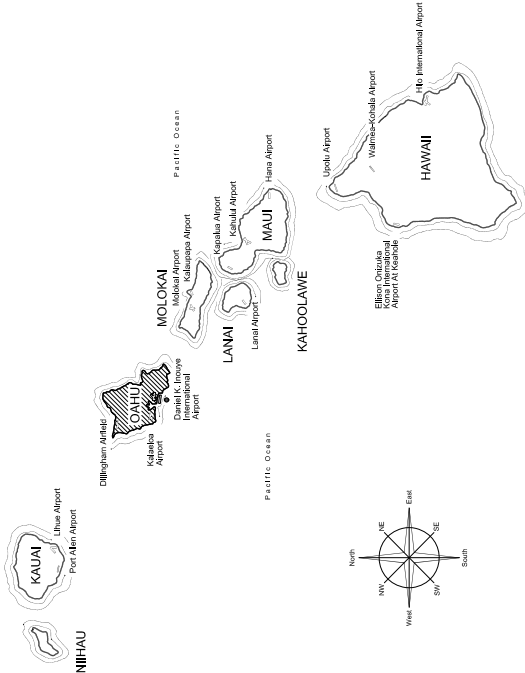 NIIHAU
KAUAI
Lihue Airport
Port Allen Airport
OAHU
Dillingham Airfield
Kalaeloa
Airport
Daniel K. Inouye
International
Airport
MOLOKAI
Molokai Airport
Kalaupapa Airport
LANAI
Lanai Airport
Kapalua Airport
Kahului Airport
MAUI
Hana Airport
KAHOOLAWE
Pacific Ocean
Pacific Ocean
Upolu Airport
Waimea-Kohala Airport
Hilo International Airport
HAWAII
Ellison Onizuka
Kona International
Airport At Keahole
North
NE
East
SE
South
SW
West
NW